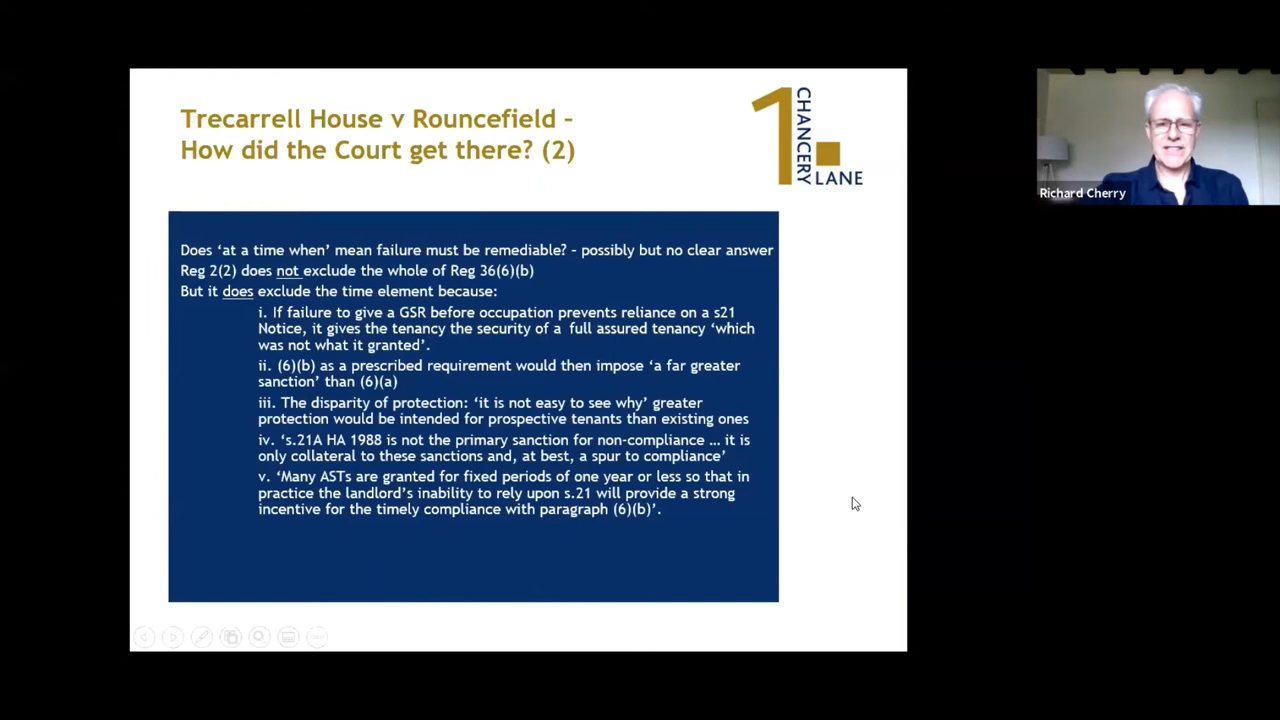 Trecarrell House v Rouncefield –
How did the Court get there? (2)
1 CHANCERY LANE
Does 'at a time when' mean failure must be remediable? – possibly but no clear answer
Reg 2(2) does not exclude the whole of Reg 36(6)(b)
But it does exclude the time element because:
i. If failure to give a GSR before occupation prevents reliance on a s21
Notice, it gives the tenancy the security of a full assured tenancy 'which
was not what it granted'.
ii. (6)(b) as a prescribed requirement would then impose 'a far greater
sanction' than (6)(a)
iii. The disparity of protection: 'it is not easy to see why' greater
protection would be intended for prospective tenants than existing ones
iv. 's.21A HA 1988 is not the primary sanction for non-compliance … it is
only collateral to these sanctions and, at best, a spur to compliance'
v. 'Many ASTs are granted for fixed periods of one year or less so that in
practice the landlord's inability to rely upon s.21 will provide a strong
incentive for the timely compliance with paragraph (6)(b)'.
Richard Cherry